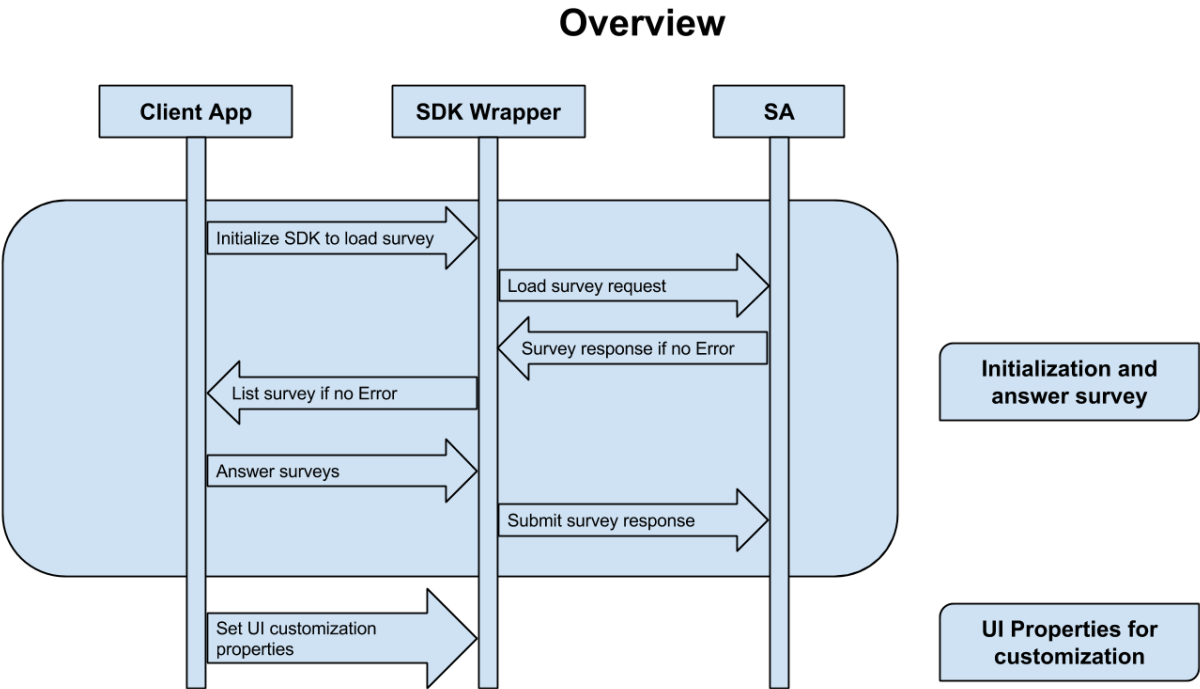 Overview
Client App
SDK Wrapper
SA
Initialize SDK to load survey
Load survey request
Survey response if no Error
List survey if no Error
Answer surveys
Submit survey response
Initialization and
answer survey
Set UI customization
properties
UI Properties for
customization